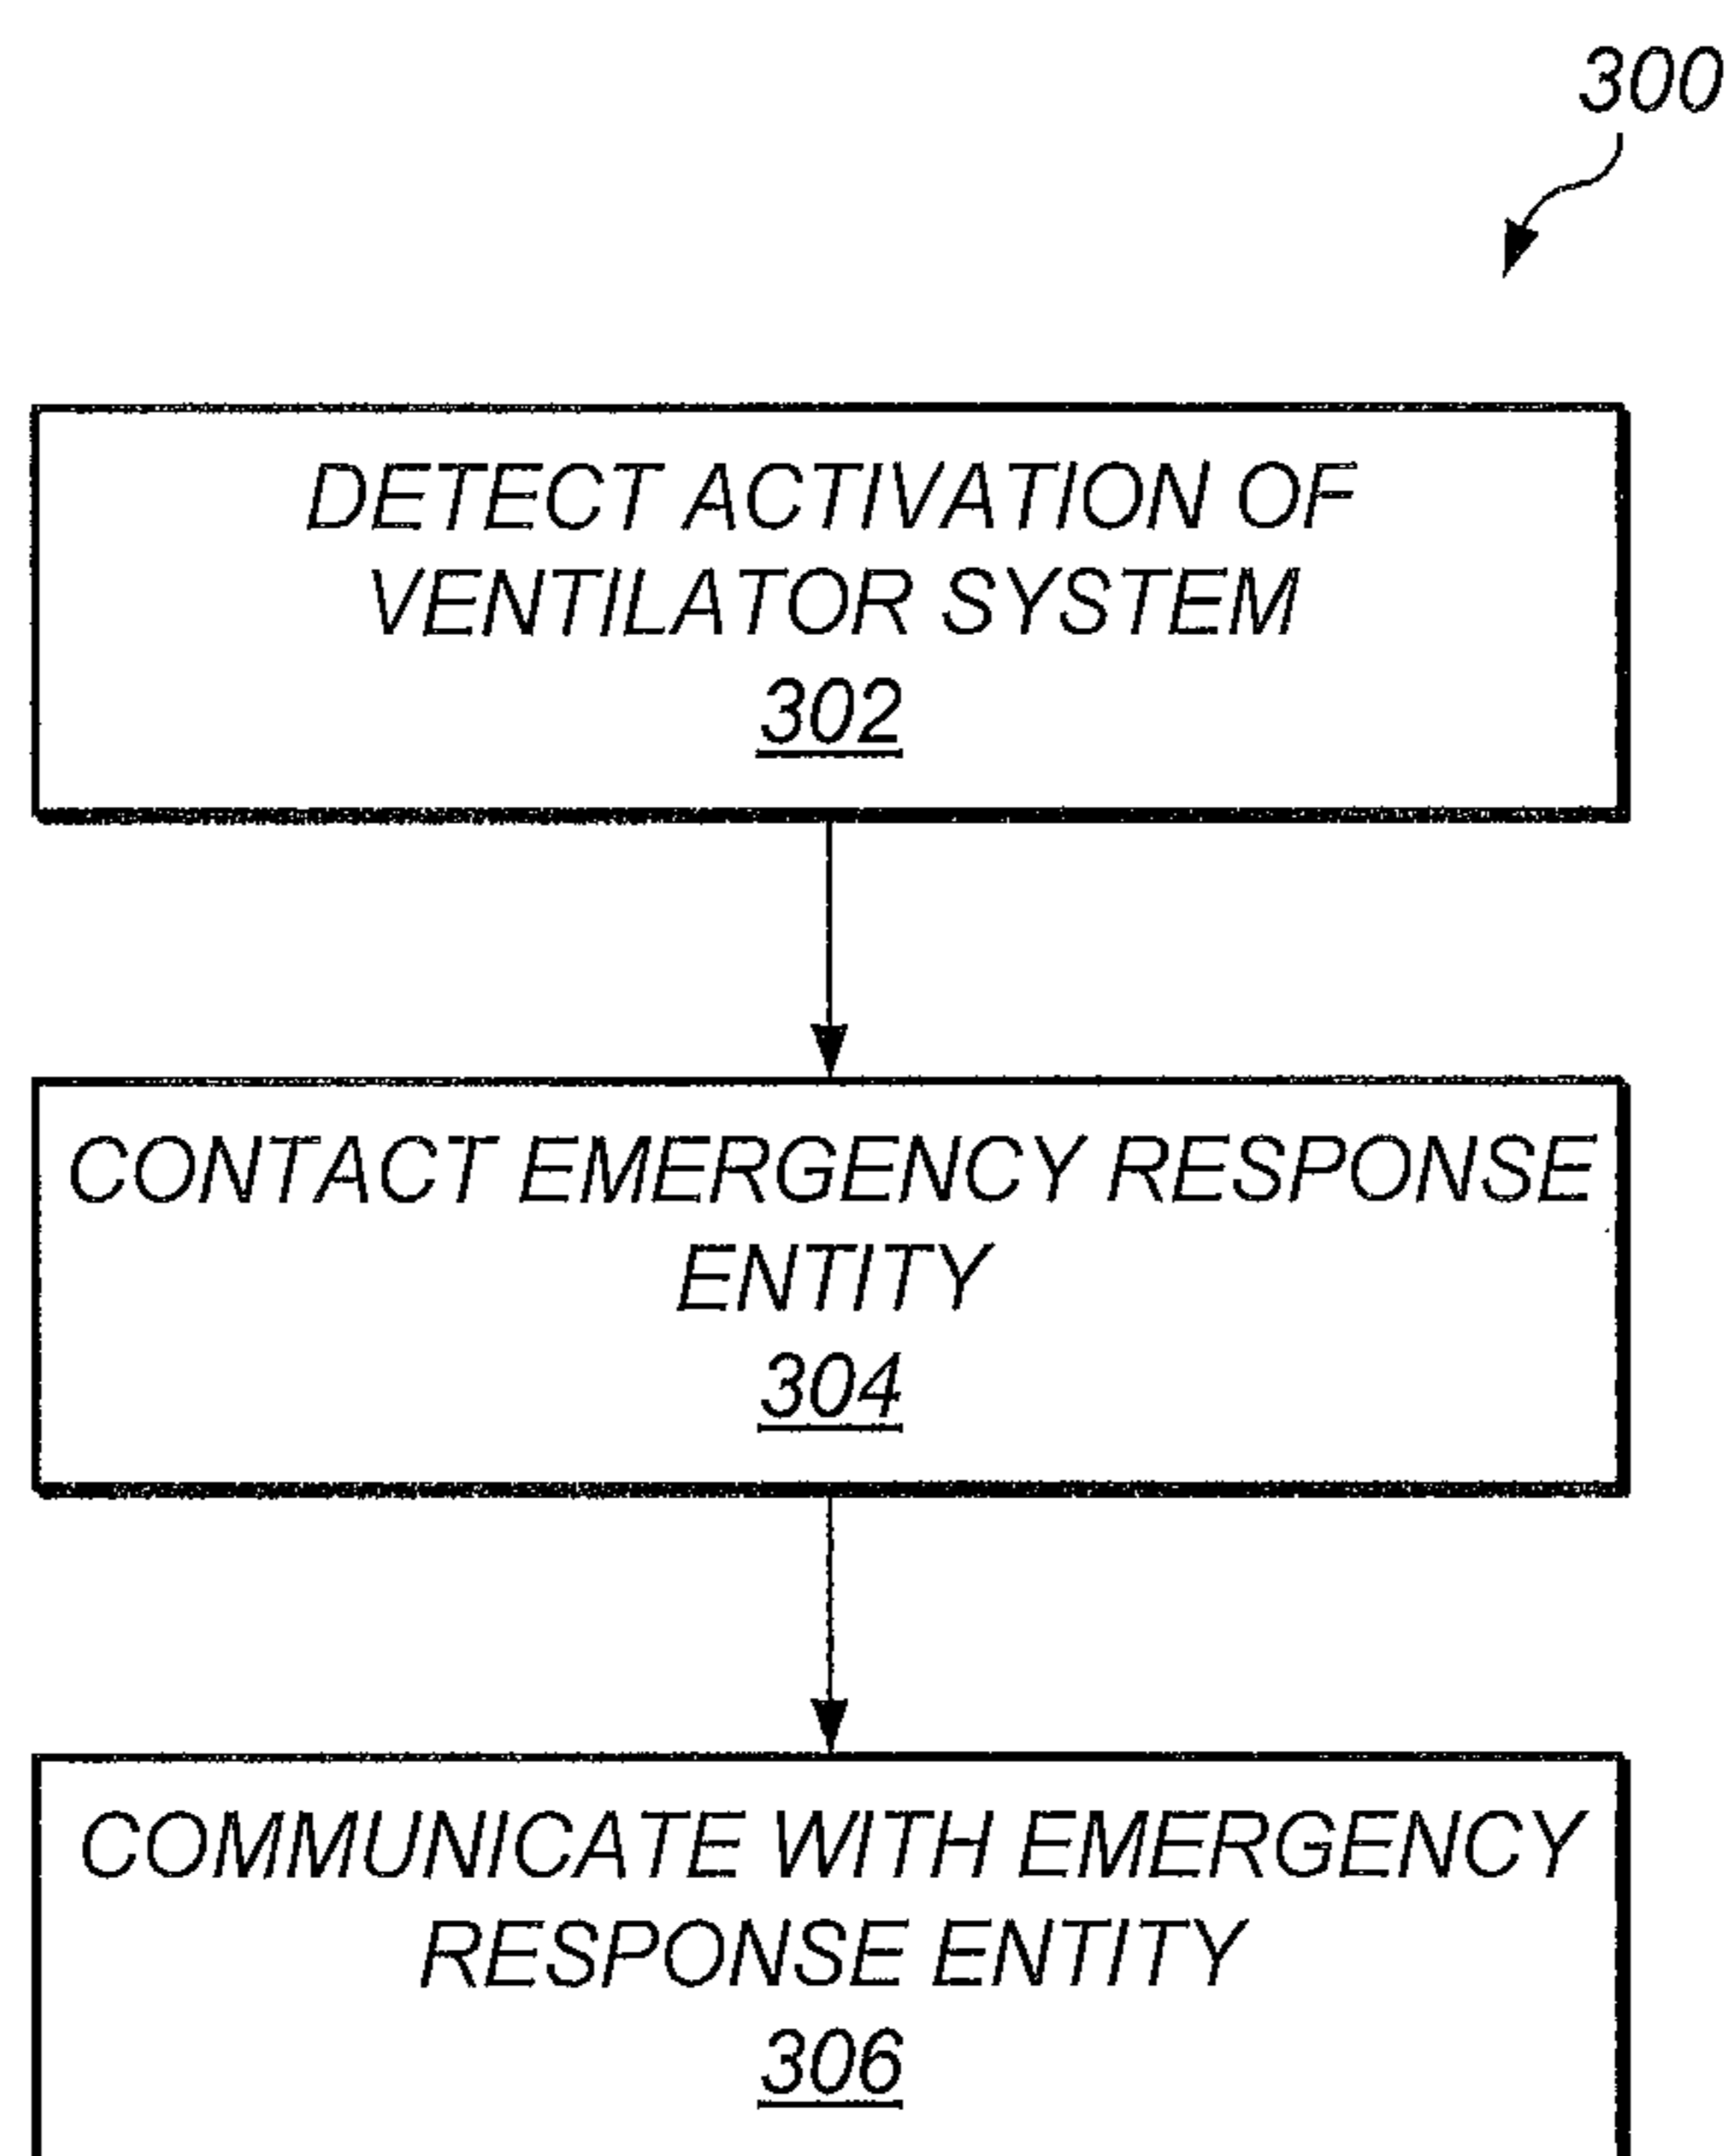 300
DETECT ACTIVATION OF
VENTILATOR SYSTEM
302
CONTACT EMERGENCY RESPONSE
ENTITY
304
COMMUNICATE WITH EMERGENCY
RESPONSE ENTITY
306